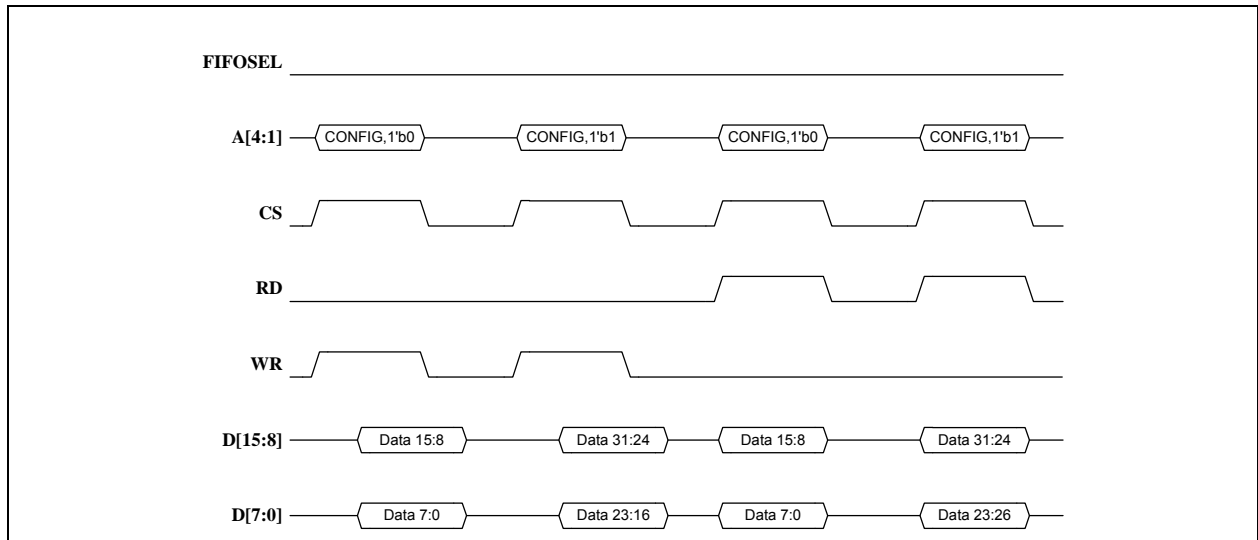 FIFOSEL
A[4:1] CONFIG,1'b0 CONFIG,1'b1 CONFIG,1'b0 CONFIG,1'b1
CS
RD
WR
D[15:8] Data 15:8 Data 31:24 Data 15:8 Data 31:24
D[7:0] Data 7:0 Data 23:16 Data 7:0 Data 23:26